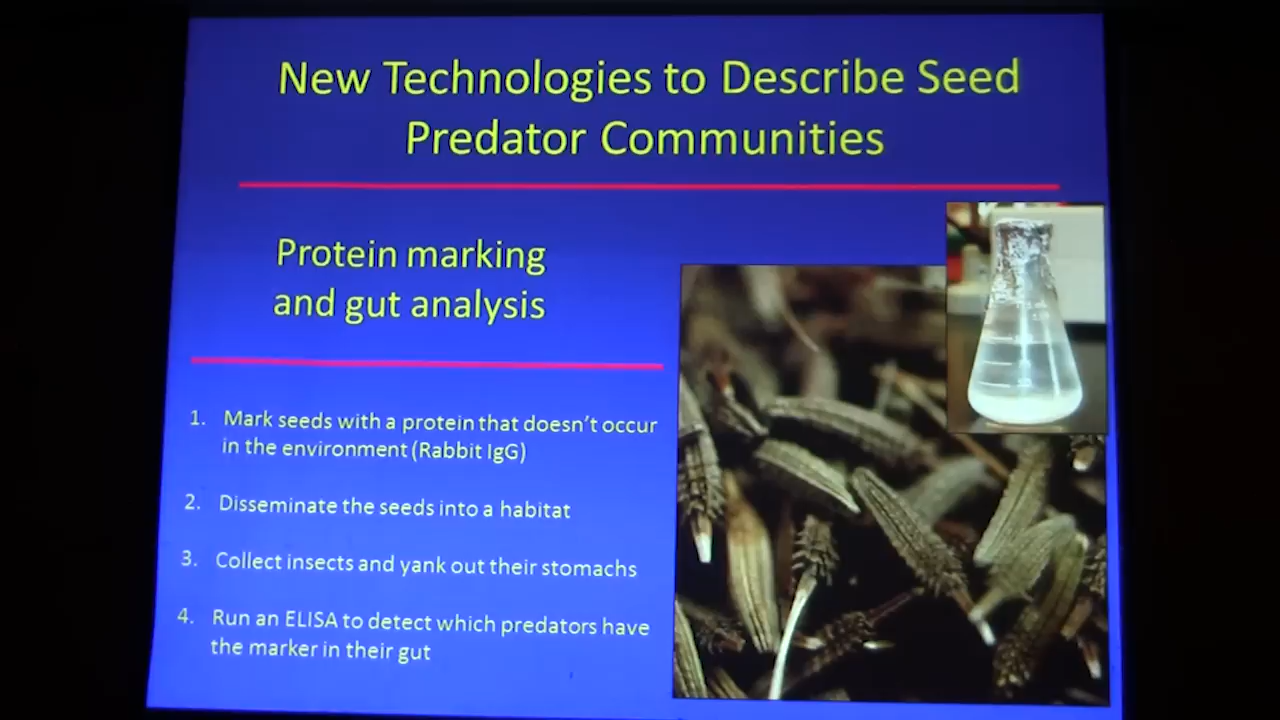 New Technologies to Describe Seed
Predator Communities
Protein marking
and gut analysis
1. Mark seeds with a protein that doesn't occur
in the environment (Rabbit IgG)
2. Disseminate the seeds into a habitat
3. Collect insects and yank out their stomachs
4. Run an ELISA to detect which predators have
the marker in their gut